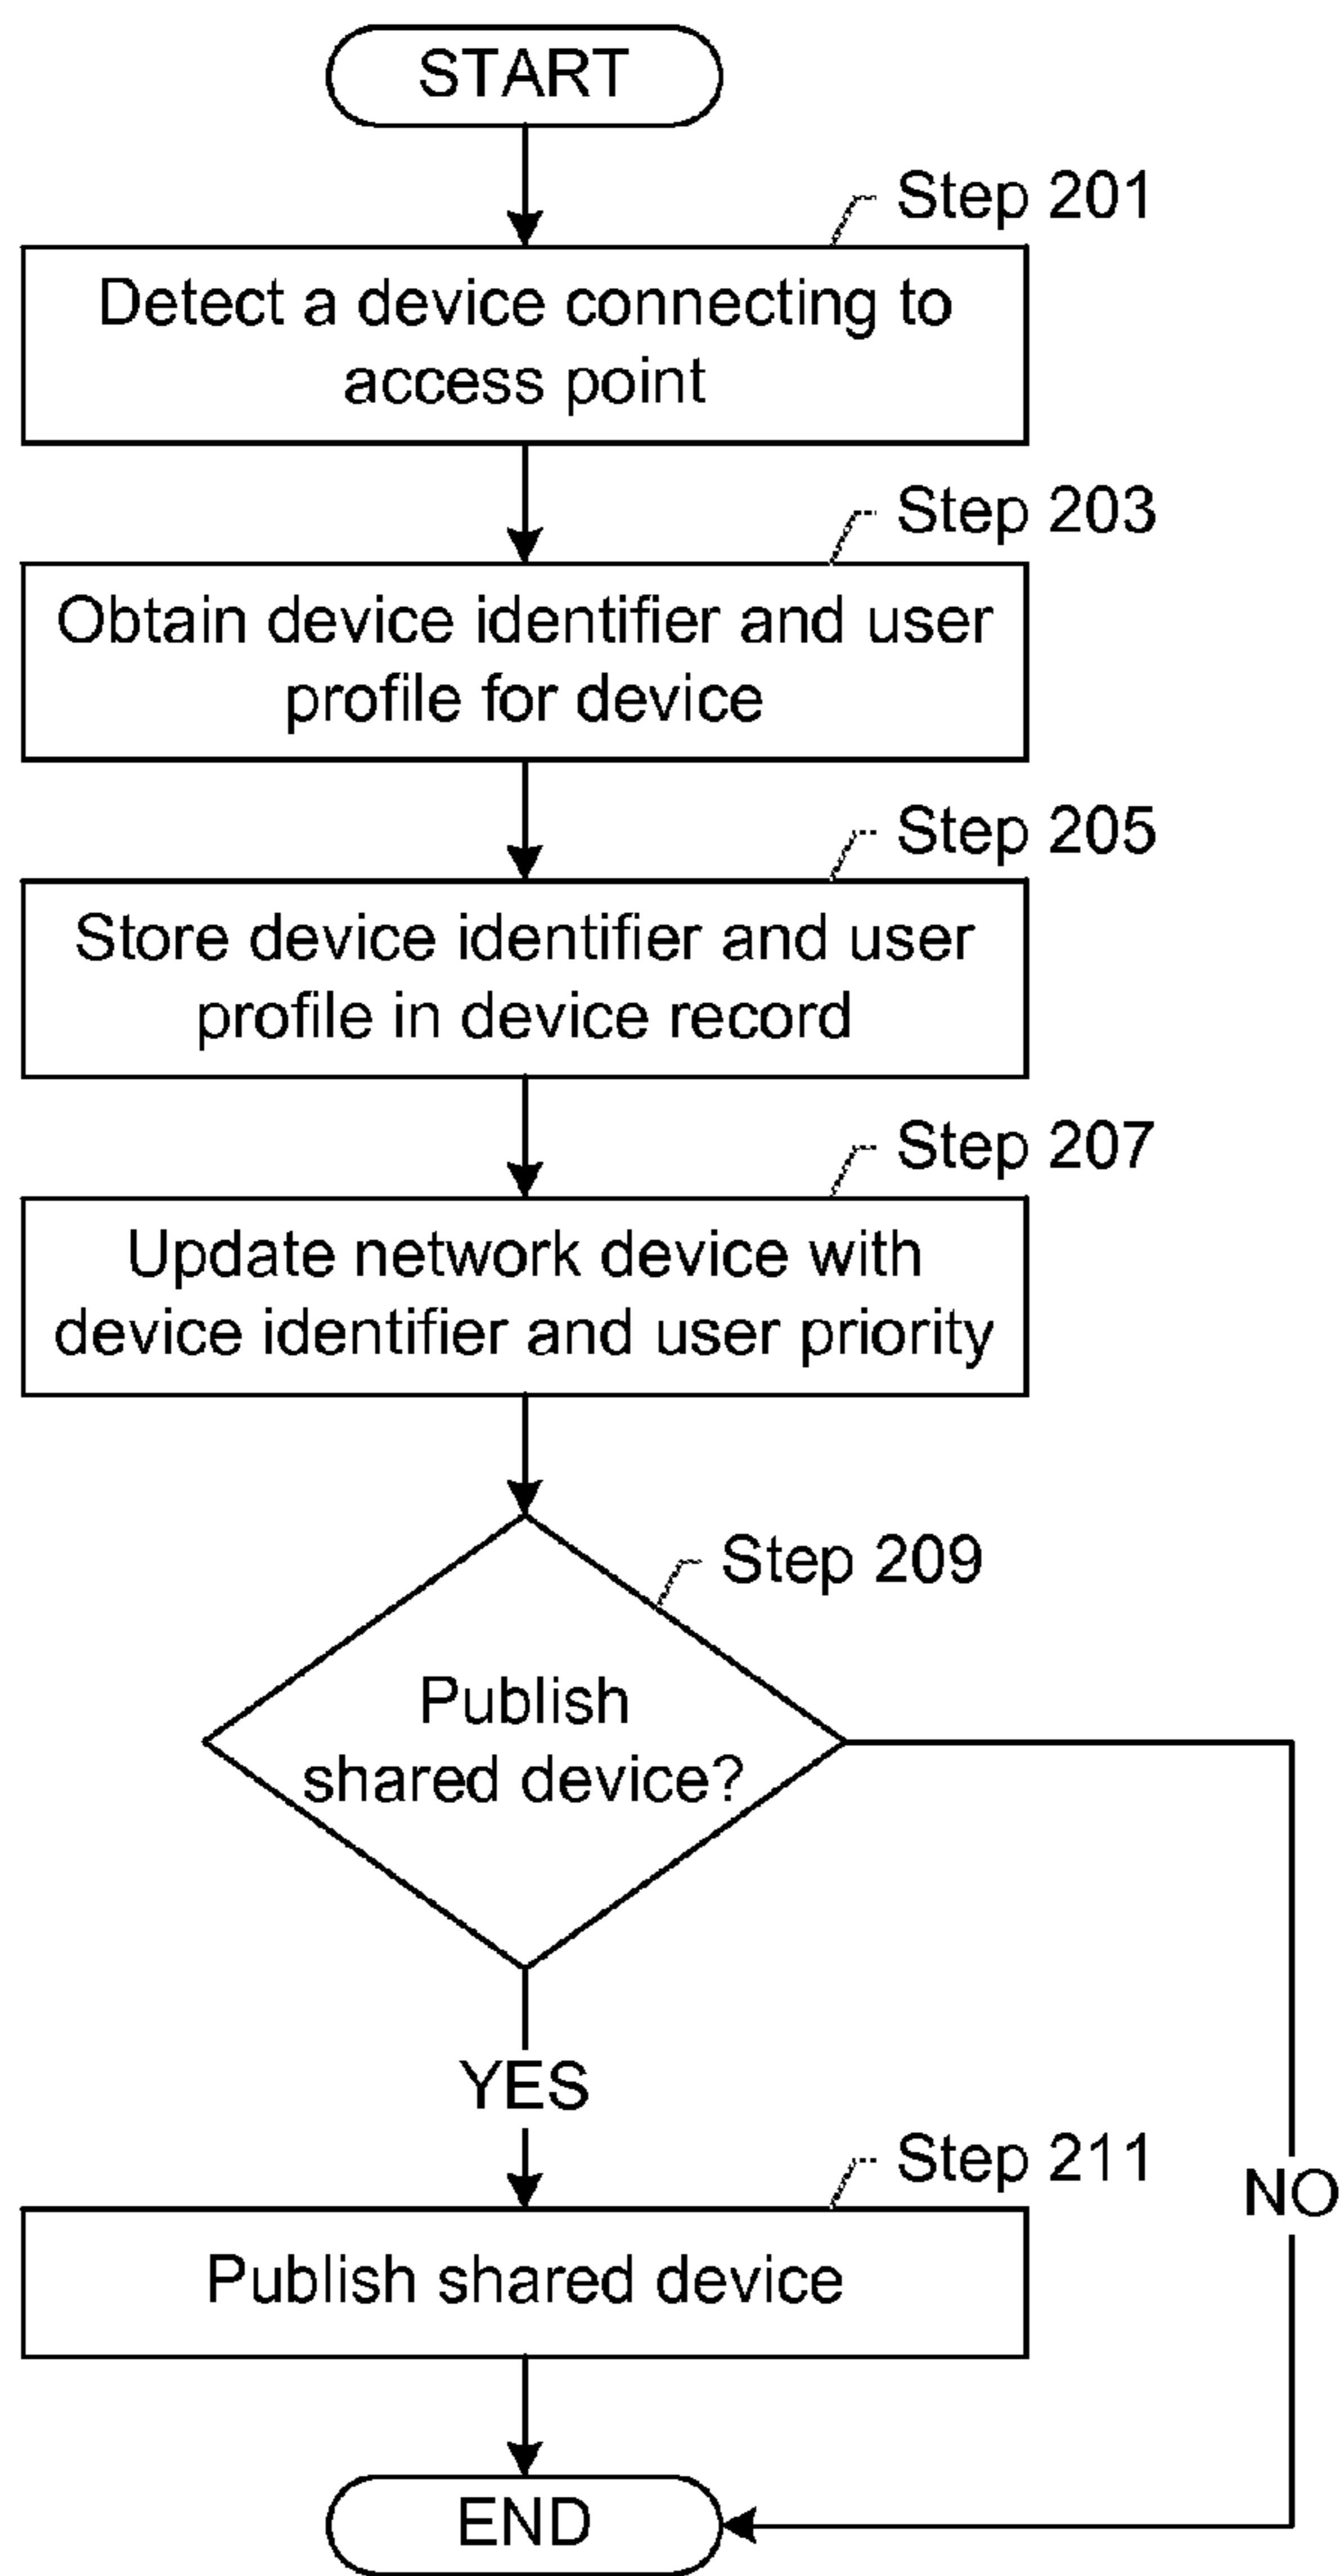 START
Step 201
Detect a device connecting to
access point
Step 203
Obtain device identifier and user
profile for device
Step 205
Store device identifier and user
profile in device record
Step 207
Update network device with
device identifier and user priority
Step 209
Publish
shared device?
YES
Step 211
NO
Publish shared device
END